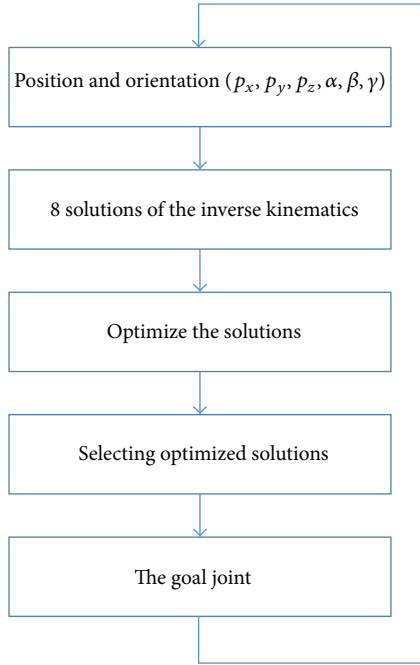 Position and orientation (pₓ, p_y, p_z, α, β, γ)
8 solutions of the inverse kinematics
Optimize the solutions
Selecting optimized solutions
The goal joint